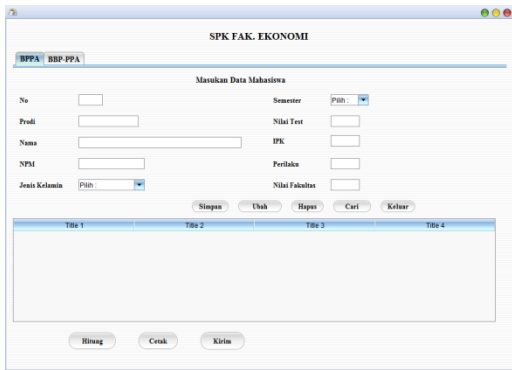 SPK FAK. EKONOMI
BPPA BBP-PPA
Masukan Data Mahasiswa
No Semester Pilih :
Prodi Nilai Test
Nama IPK
NPM Perilaku
Jenis Kelamin Pilih : Nilai Fakultas
Simpan Ubah Hapus Cari Keluar
Title 1 Title 2 Title 3 Title 4
Hitung Cetak Kirim